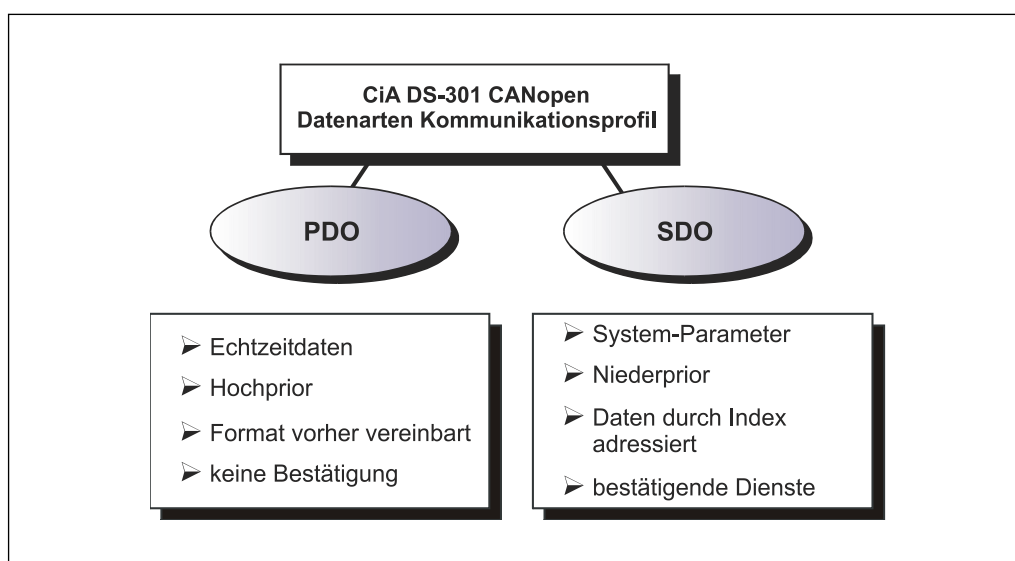 CiA DS-301 CANopen
Datenarten Kommunikationsprofil
PDO
SDO
➢ Echtzeitdaten
➢ Hochprior
➢ Format vorher vereinbart
➢ keine Bestätigung
➢ System-Parameter
➢ Niederprior
➢ Daten durch Index
adressiert
➢ bestätigende Dienste